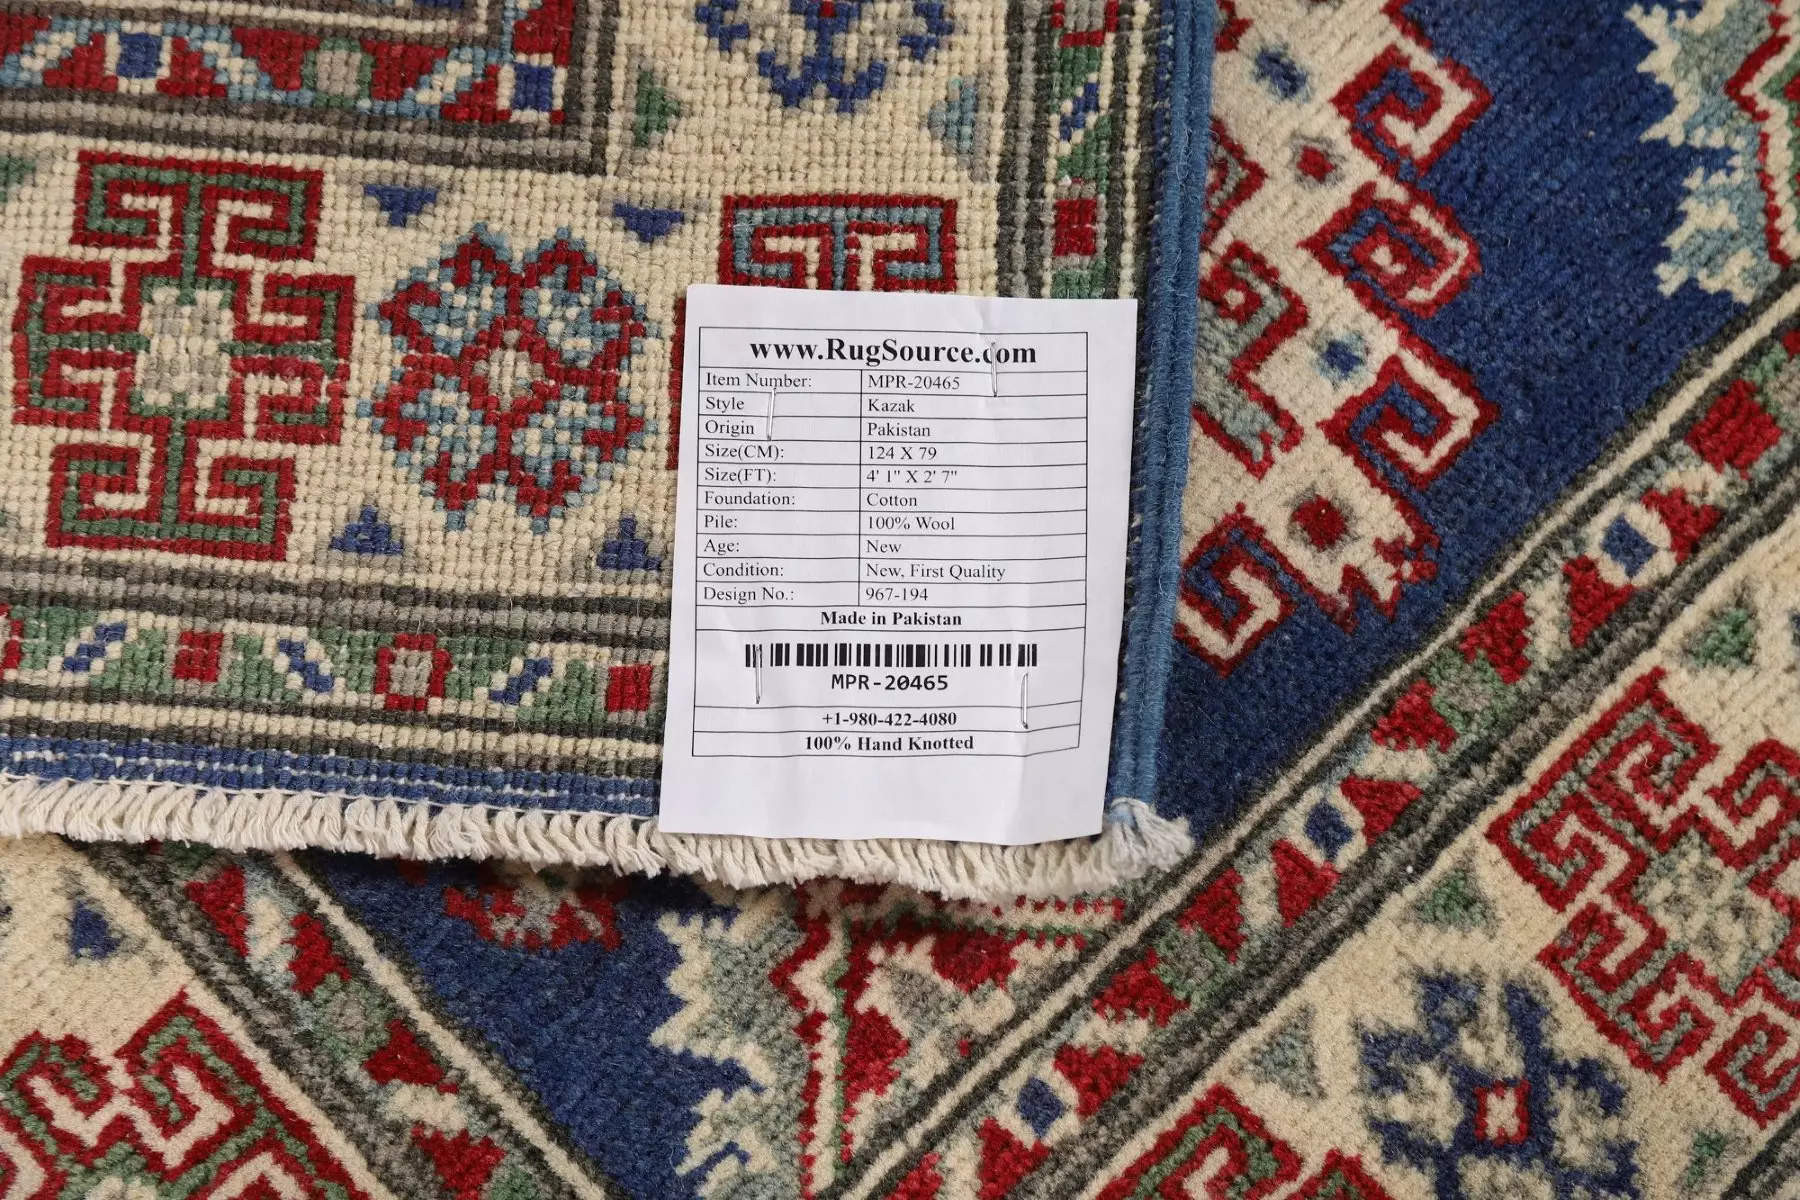 www.RugSource.com
Item Number: MPR-20465
Style Kazak
Origin Pakistan
Size(CM): 124 X 79
Size(FT): 4' 1" X 2' 7"
Foundation: Cotton
Pile: 100% Wool
Age: New
Condition: New, First Quality
Design No.: 967-194
Made in Pakistan
MPR-20465
+1-980-422-4080
100% Hand Knotted